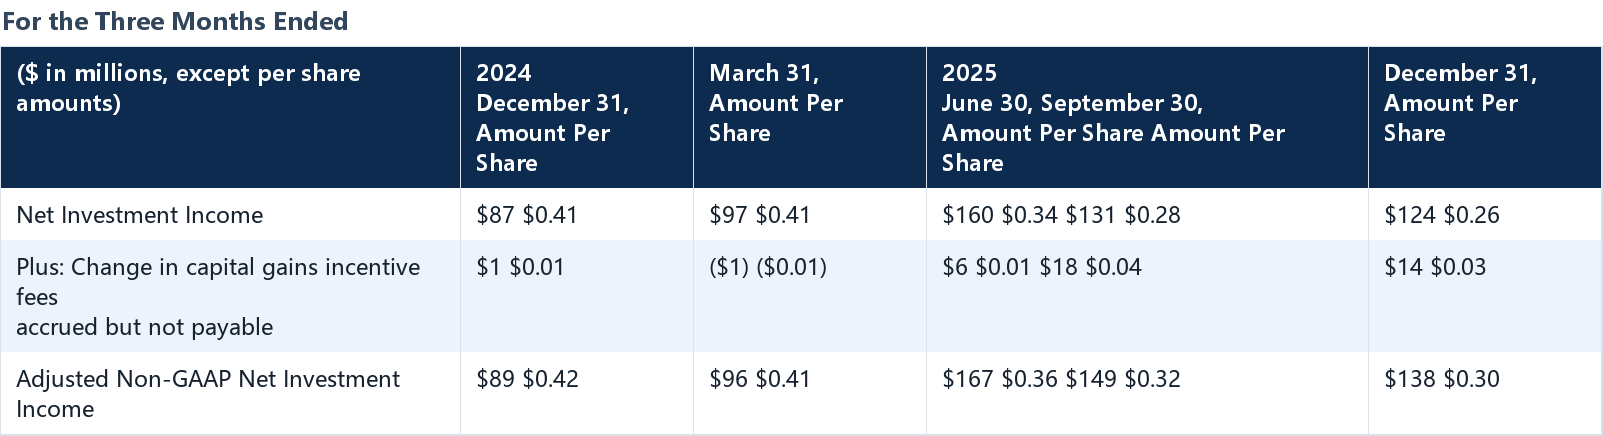 For the Three Months Ended
($ in millions, except per share
amounts)
2024
December 31,
Amount Per
Share
March 31,
Amount Per
Share
2025
June 30, September 30,
Amount Per Share Amount Per
Share
December 31,
Amount Per
Share
Net Investment Income
$87 $0.41
$97 $0.41
$160 $0.34 $131 $0.28
$124 $0.26
Plus: Change in capital gains incentive
fees
accrued but not payable
$1 $0.01
($1) ($0.01)
$6 $0.01 $18 $0.04
$14 $0.03
Adjusted Non-GAAP Net Investment
Income
$89 $0.42
$96 $0.41
$167 $0.36 $149 $0.32
$138 $0.30